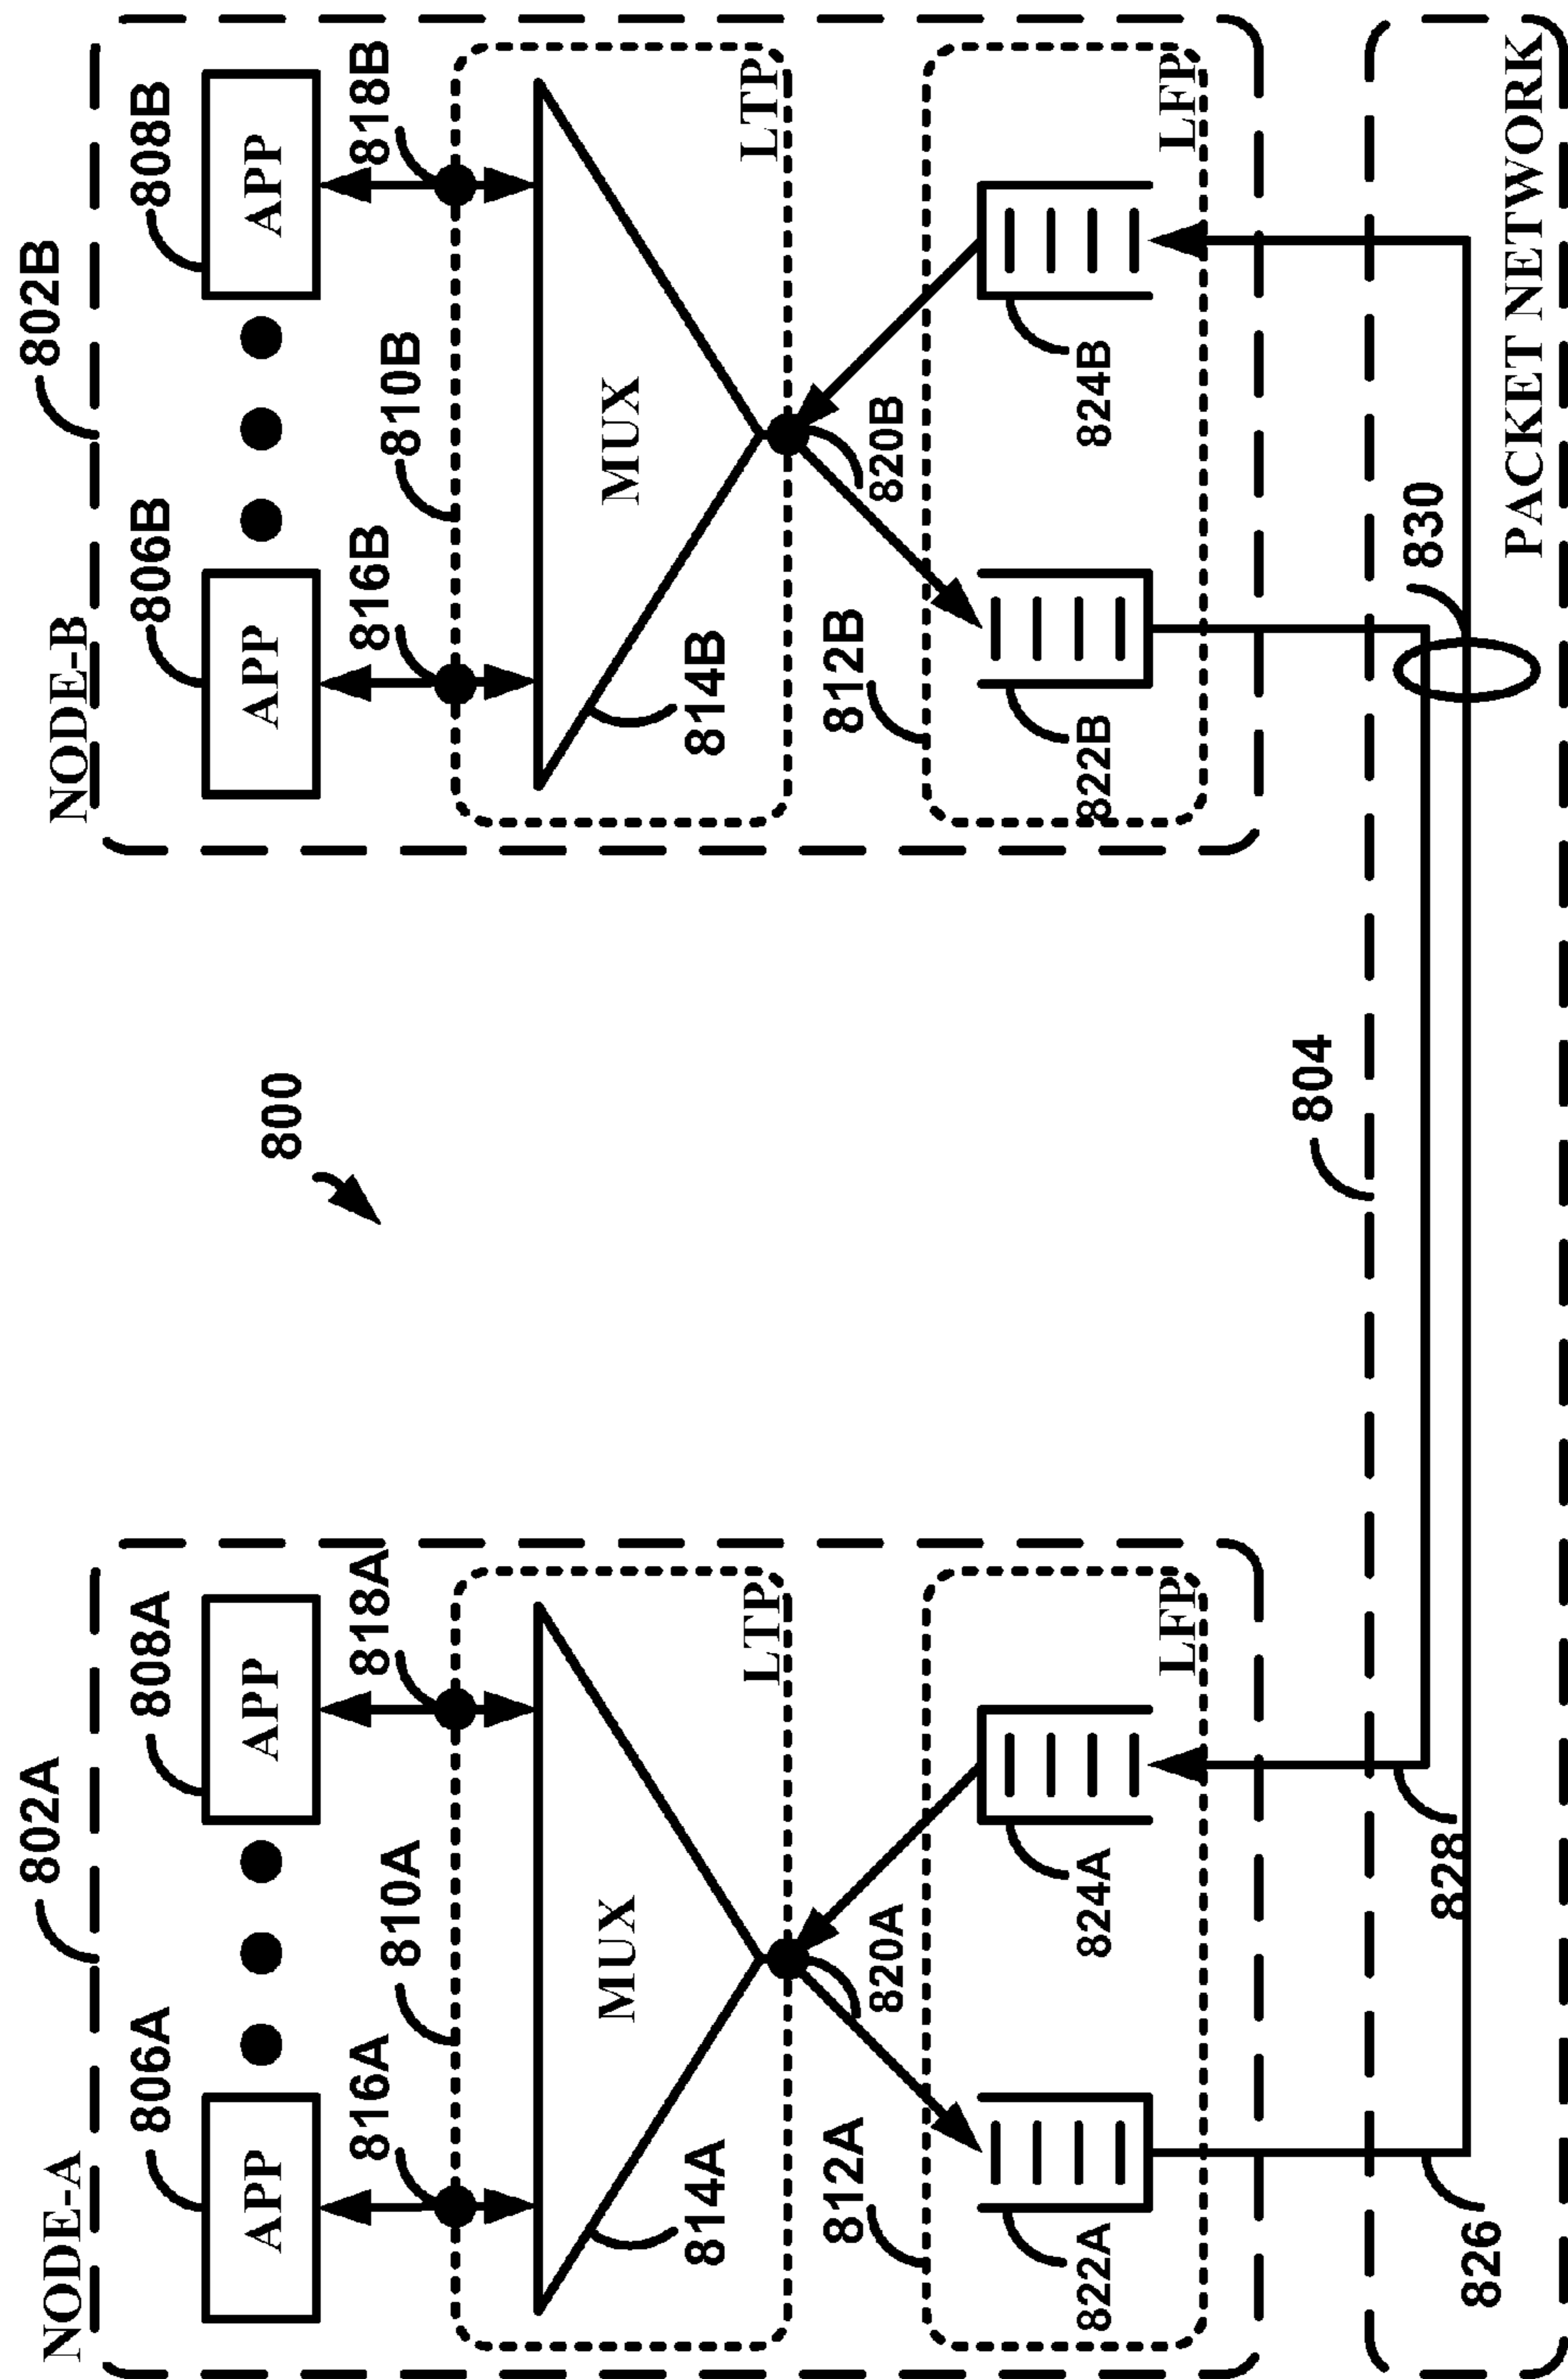 802A
802B
NODE-A
NODE-B
806A
808A
806B
808B
APP
APP
APP
APP
800
816A
810A
818A
816B
810B
818B
MUX
MUX
814A
LTP
814B
LTP
812A
820A
812B
820B
822A
824A
LFP
822B
824B
LFP
804
828
830
826
PACKET NETWORK